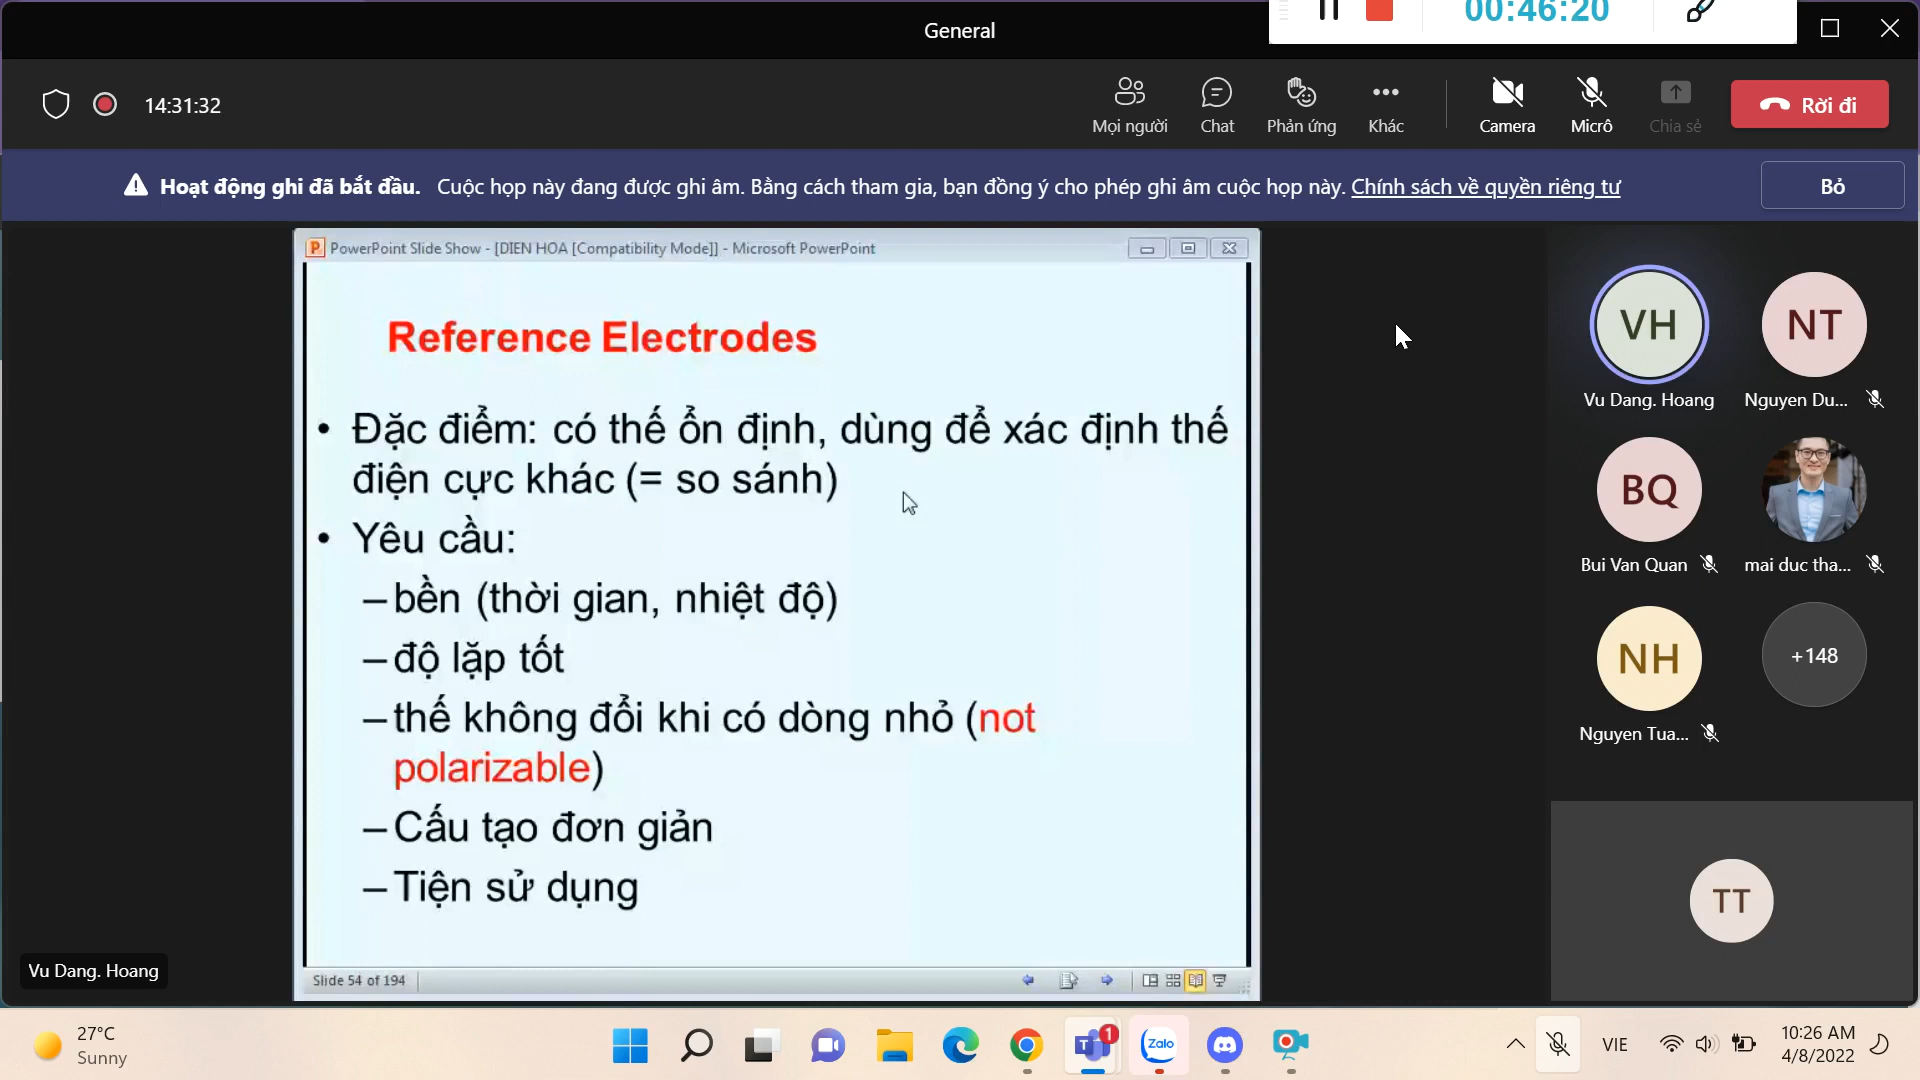 General
00:46:20
14:31:32
Mọi người
Chat
Phản ứng
Khác
Camera
Micrô
Chia sẻ
Rời đi
Hoạt động ghi đã bắt đầu. Cuộc họp này đang được ghi âm. Bằng cách tham gia, bạn đồng ý cho phép ghi âm cuộc họp này. Chính sách về quyền riêng tư
Bỏ
PowerPoint Slide Show - [DIEN HOA [Compatibility Mode]] - Microsoft PowerPoint
Reference Electrodes
• Đặc điểm: có thế ổn định, dùng để xác định thế
điện cực khác (= so sánh)
• Yêu cầu:
– bền (thời gian, nhiệt độ)
– độ lặp tốt
– thế không đổi khi có dòng nhỏ (not
polarizable)
– Cấu tạo đơn giản
– Tiện sử dụng
Slide 54 of 194
Vu Dang. Hoang
VH
NT
Vu Dang. Hoang
Nguyen Du...
BQ
Bui Van Quan
mai duc tha...
NH
+148
Nguyen Tua...
TT
27°C
Sunny
1
Zalo
VIE
10:26 AM
4/8/2022